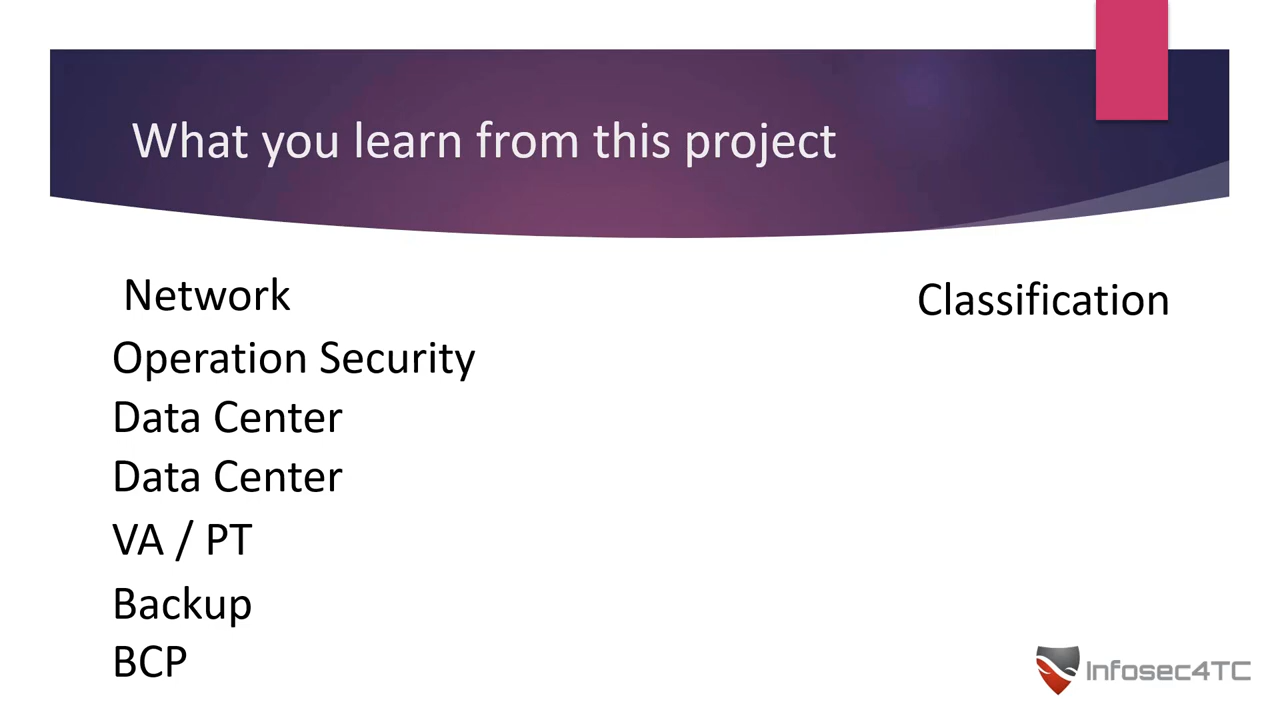 What you learn from this project
Network
Operation Security
Data Center
Data Center
VA / PT
Backup
BCP
Classification
Infosec4TC